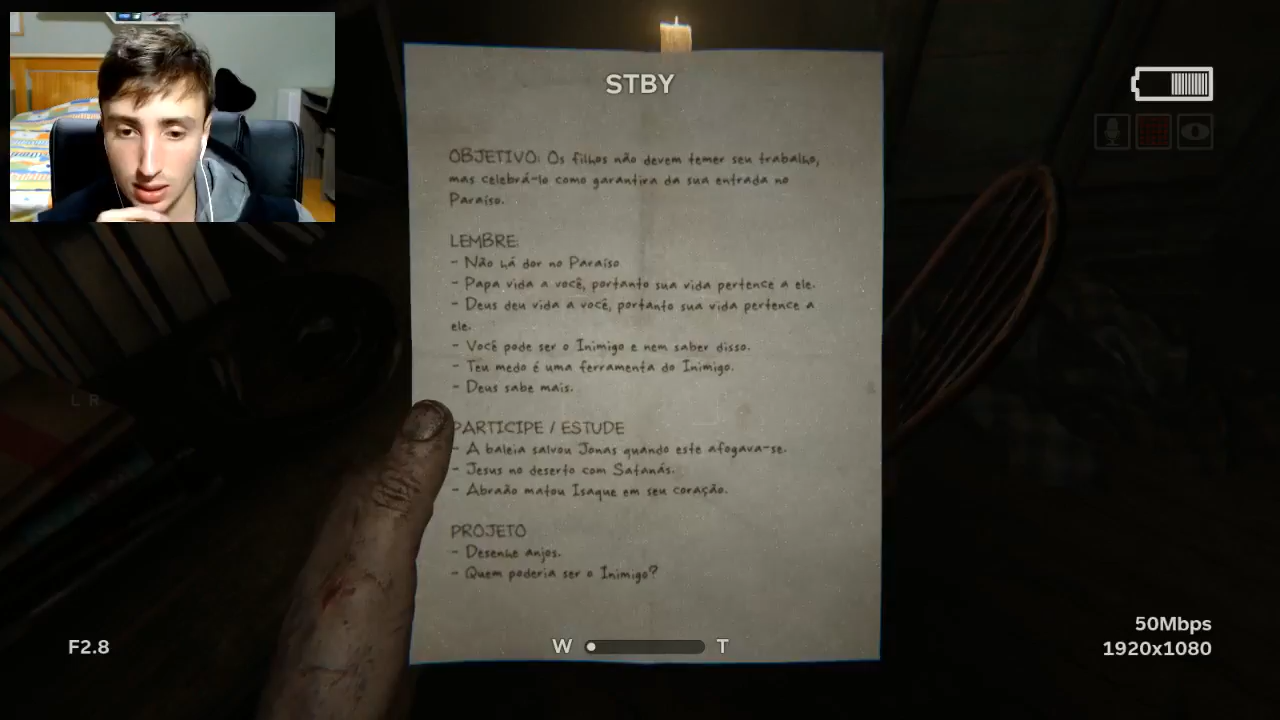 STBY
OBJETIVO: Os filhos não devem temer seu trabalho,
mas celebrá-lo como garantira da sua entrada no
Paraíso.
LEMBRE:
- Não há dor no Paraíso
- Papa vida a você, portanto sua vida pertence a ele.
- Deus deu vida a você, portanto sua vida pertence a
ele.
- Você pode ser o Inimigo e nem saber disso.
- Teu medo é uma ferramenta do Inimigo.
- Deus sabe mais.
PARTICIPE / ESTUDE
- A baleia salvou Jonas quando este afogava-se.
- Jesus no deserto com Satanás.
- Abraão matou Isaque em seu coração.
PROJETO
- Desenhe anjos.
- Quem poderia ser o Inimigo?
L R
F2.8
W T
50Mbps
1920x1080